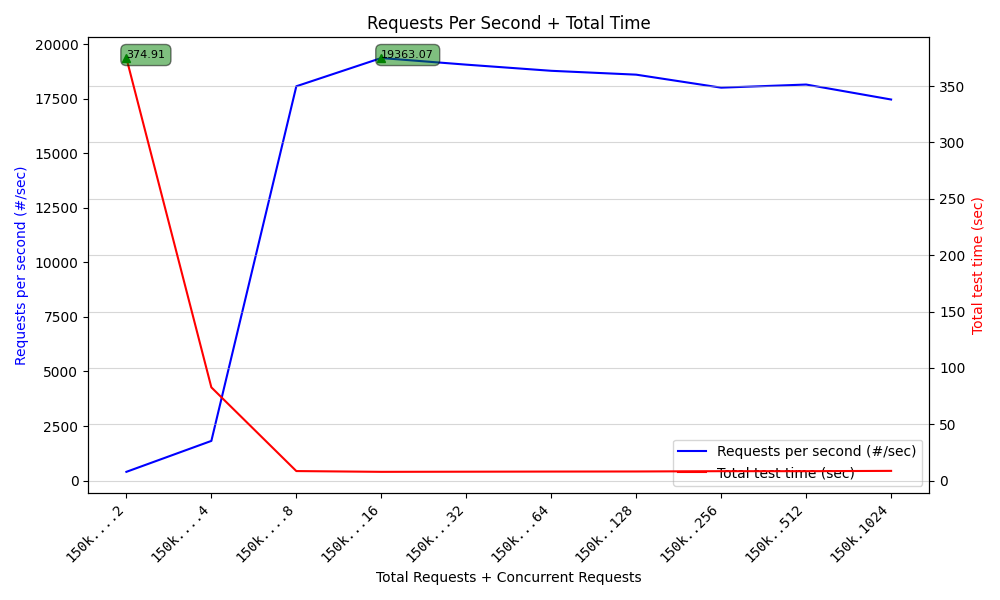 Requests Per Second + Total Time
374.91
19363.07
20000
17500
15000
12500
10000
7500
5000
2500
0
Requests per second (#/sec)
350
300
250
200
150
100
50
0
Total test time (sec)
Requests per second (#/sec)
Total test time (sec)
150k....2
150k....4
150k....8
150k...16
150k...32
150k...64
150k..128
150k..256
150k..512
150k.1024
Total Requests + Concurrent Requests